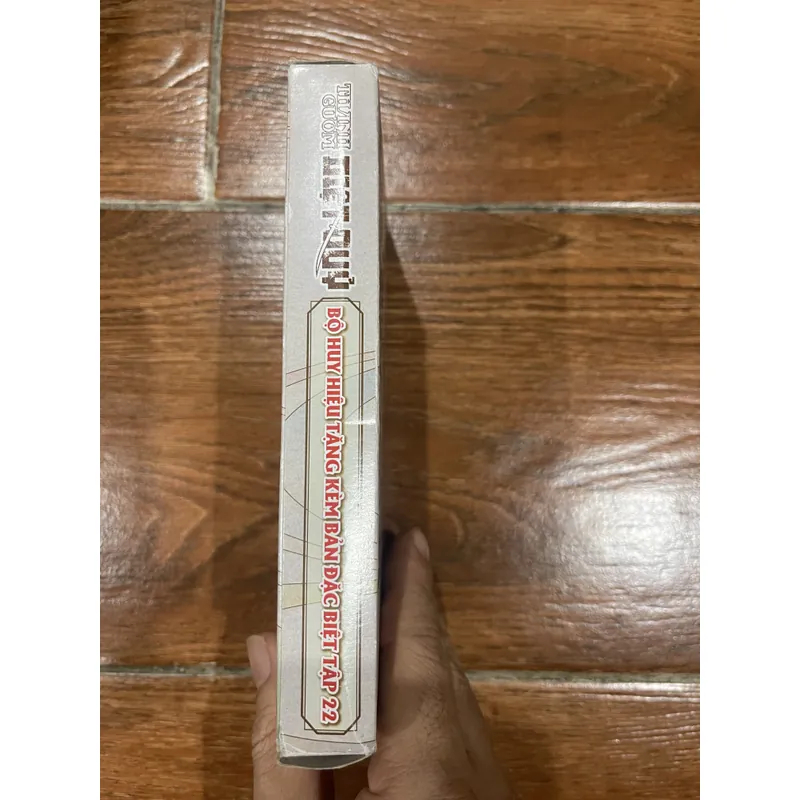 THANH
GƯƠM
DIỆT QUỶ
BỘ HUY HIỆU TẶNG KÈM BẢN ĐẶC BIỆT TẬP 22